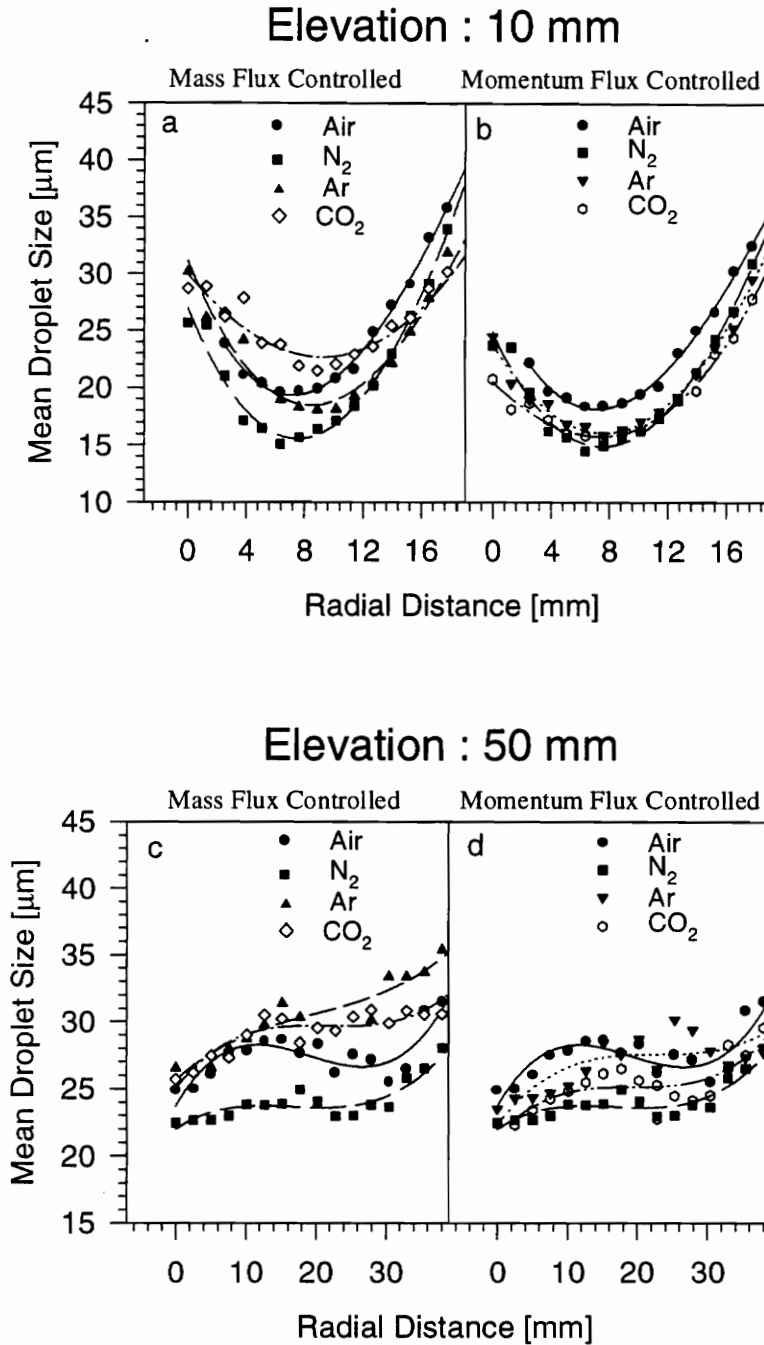 Elevation : 10 mm
Mass Flux Controlled Momentum Flux Controlled
a
Air
N₂
Ar
CO₂
b
Air
N₂
Ar
CO₂
45
40
35
30
25
20
15
10
Mean Droplet Size [μm]
0 4 8 12 16 0 4 8 12 16
Radial Distance [mm]
Elevation : 50 mm
Mass Flux Controlled Momentum Flux Controlled
c
Air
N₂
Ar
CO₂
d
Air
N₂
Ar
CO₂
45
40
35
30
25
20
15
Mean Droplet Size [μm]
0 10 20 30 0 10 20 30
Radial Distance [mm]